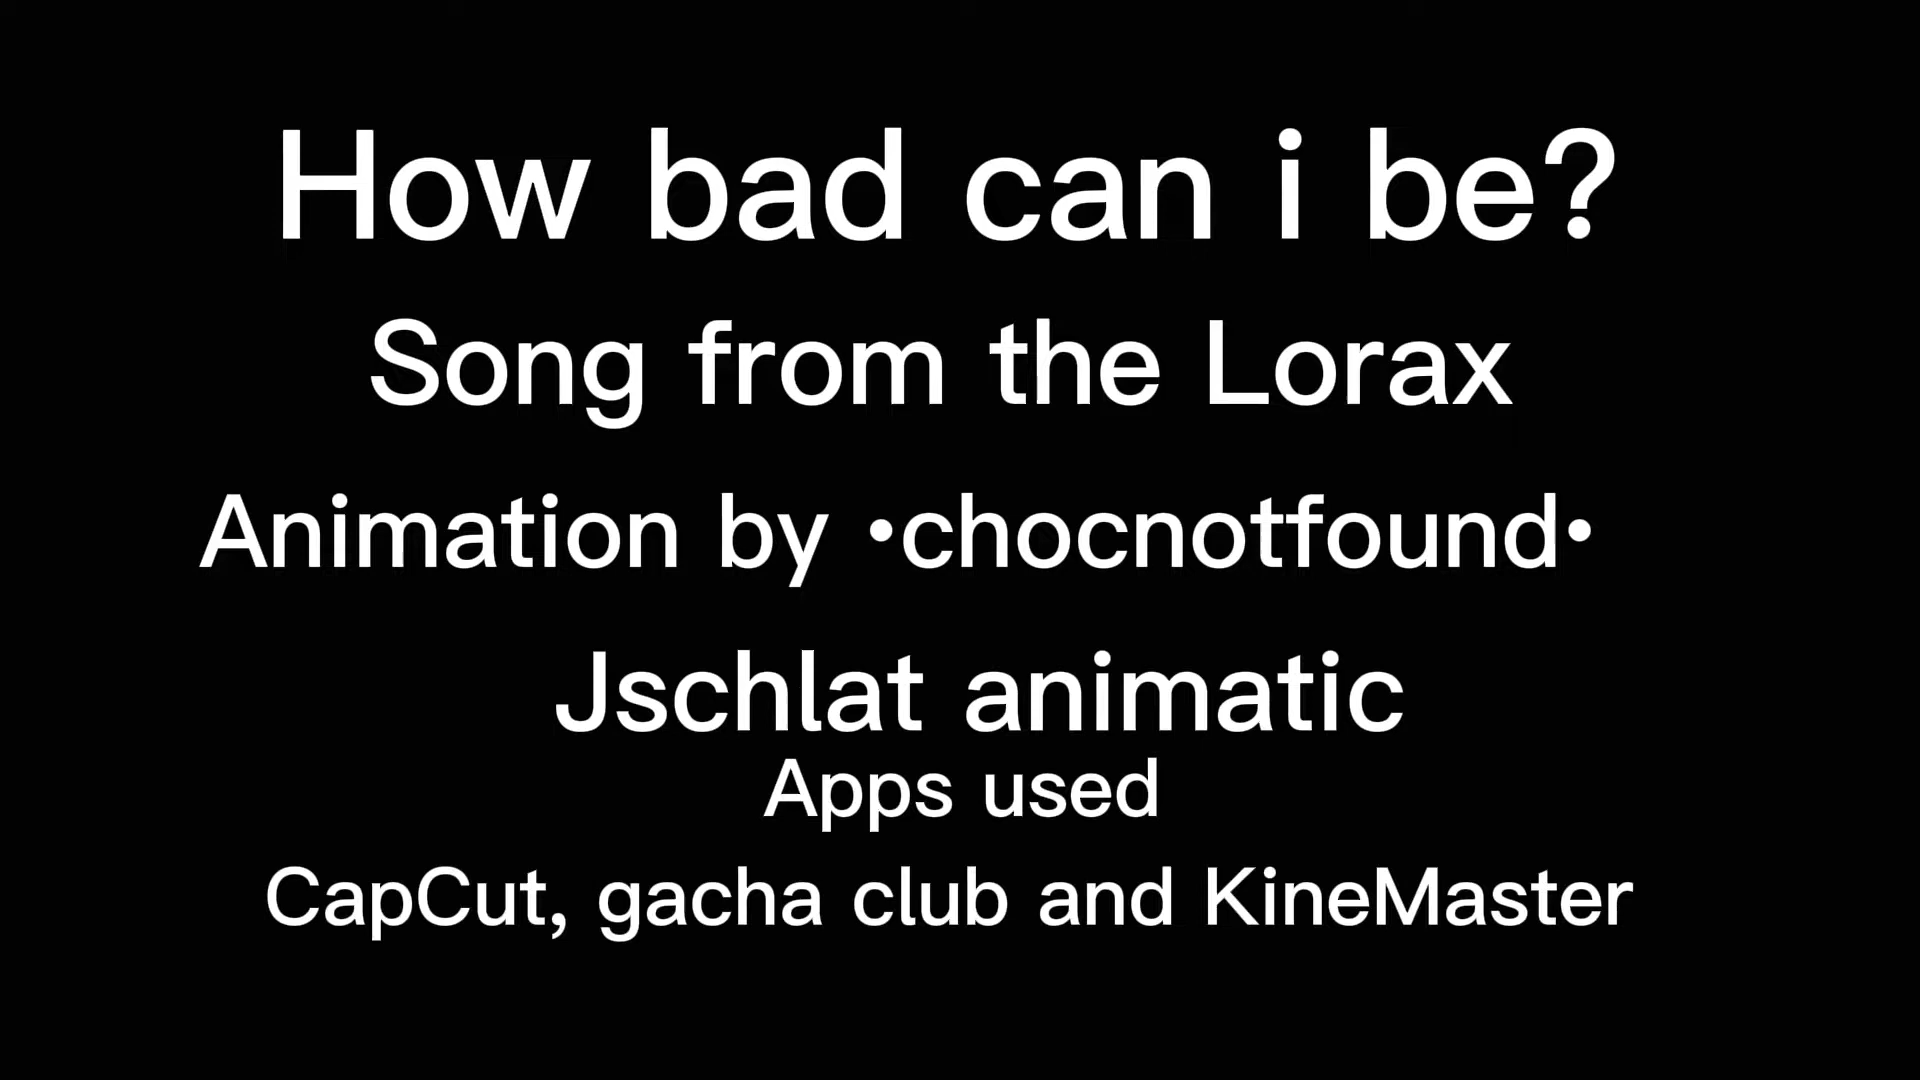 How bad can i be?
Song from the Lorax
Animation by •chocnotfound•
Jschlat animatic
Apps used
CapCut, gacha club and KineMaster